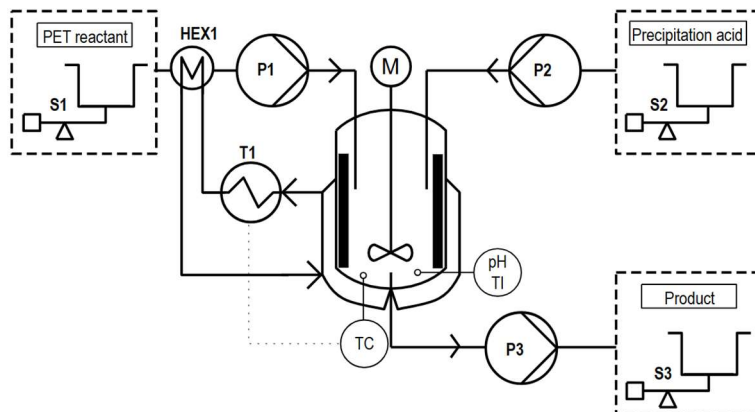 PET reactant
HEX1
P1
M
P2
Precipitation acid
S1
S2
T1
pH
TI
TC
P3
Product
S3